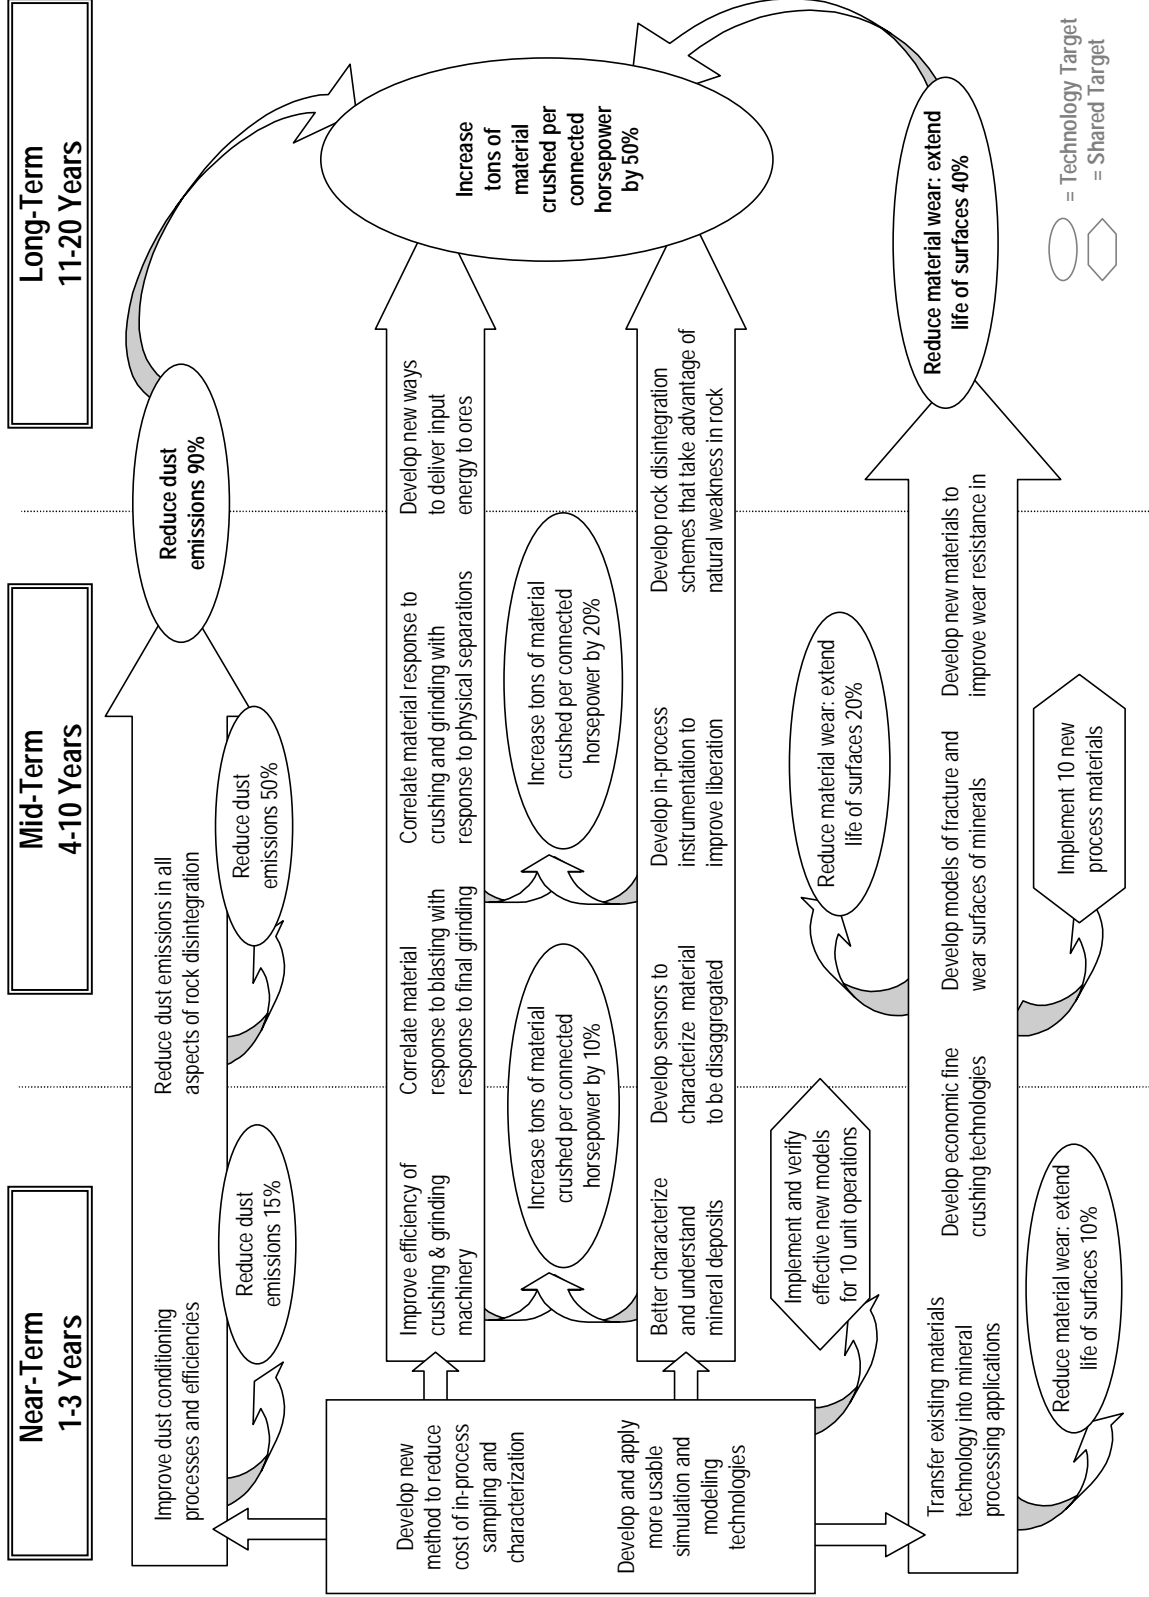 Near-Term
1-3 Years
Mid-Term
4-10 Years
Long-Term
11-20 Years
Improve dust conditioning
processes and efficiencies
Reduce dust emissions in all
aspects of rock disintegration
Reduce dust
emissions 90%
Reduce dust
emissions 15%
Reduce dust
emissions 50%
Develop new
method to reduce
cost of in-process
sampling and
characterization
Develop and apply
more usable
simulation and
modeling
technologies
Improve efficiency of
crushing & grinding
machinery
Correlate material
response to blasting with
response to final grinding
Correlate material response to
crushing and grinding with
response to physical separations
Develop new ways
to deliver input
energy to ores
Increase tons of material
crushed per connected
horsepower by 10%
Increase tons of material
crushed per connected
horsepower by 20%
Increase
tons of
material
crushed per
connected
horsepower
by 50%
Better characterize
and understand
mineral deposits
Develop sensors to
characterize material
to be disaggregated
Develop in-process
instrumentation to
improve liberation
Develop rock disintegration
schemes that take advantage of
natural weakness in rock
Implement and verify
effective new models
for 10 unit operations
Reduce material wear: extend
life of surfaces 20%
Reduce material wear: extend
life of surfaces 40%
Transfer existing materials
technology into mineral
processing applications
Develop economic fine
crushing technologies
Develop models of fracture and
wear surfaces of minerals
Develop new materials to
improve wear resistance in
Reduce material wear: extend
life of surfaces 10%
Implement 10 new
process materials
= Technology Target
= Shared Target